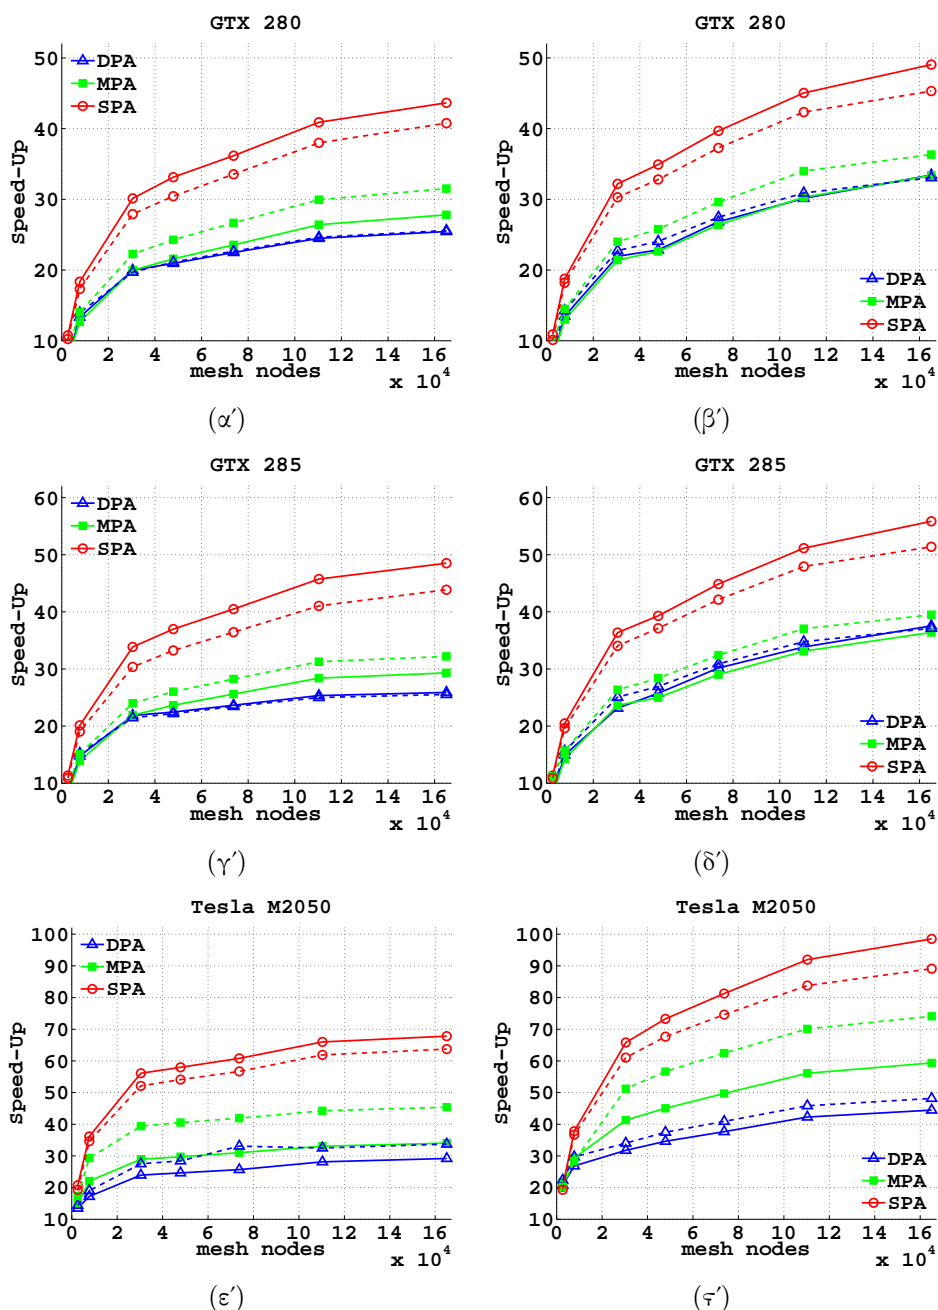 GTX 280
Speed-Up
50
40
30
20
10
DPA
MPA
SPA
0 2 4 6 8 10 12 14 16
mesh nodes
x 10^4
(α′)
GTX 280
Speed-Up
50
40
30
20
10
DPA
MPA
SPA
0 2 4 6 8 10 12 14 16
mesh nodes
x 10^4
(β′)
GTX 285
Speed-Up
60
50
40
30
20
10
DPA
MPA
SPA
0 2 4 6 8 10 12 14 16
mesh nodes
x 10^4
(γ′)
GTX 285
Speed-Up
60
50
40
30
20
10
DPA
MPA
SPA
0 2 4 6 8 10 12 14 16
mesh nodes
x 10^4
(δ′)
Tesla M2050
Speed-Up
100
90
80
70
60
50
40
30
20
10
DPA
MPA
SPA
0 2 4 6 8 10 12 14 16
mesh nodes
x 10^4
(ε′)
Tesla M2050
Speed-Up
100
90
80
70
60
50
40
30
20
10
DPA
MPA
SPA
0 2 4 6 8 10 12 14 16
mesh nodes
x 10^4
(ϛ′)